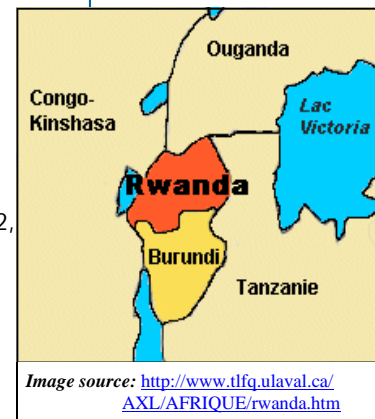 Ouganda
Congo-
Kinshasa
Lac
Victoria
Rwanda
2,
Burundi
Tanzanie
Image source: http://www.tlfq.ulaval.ca/
AXL/AFRIQUE/rwanda.htm